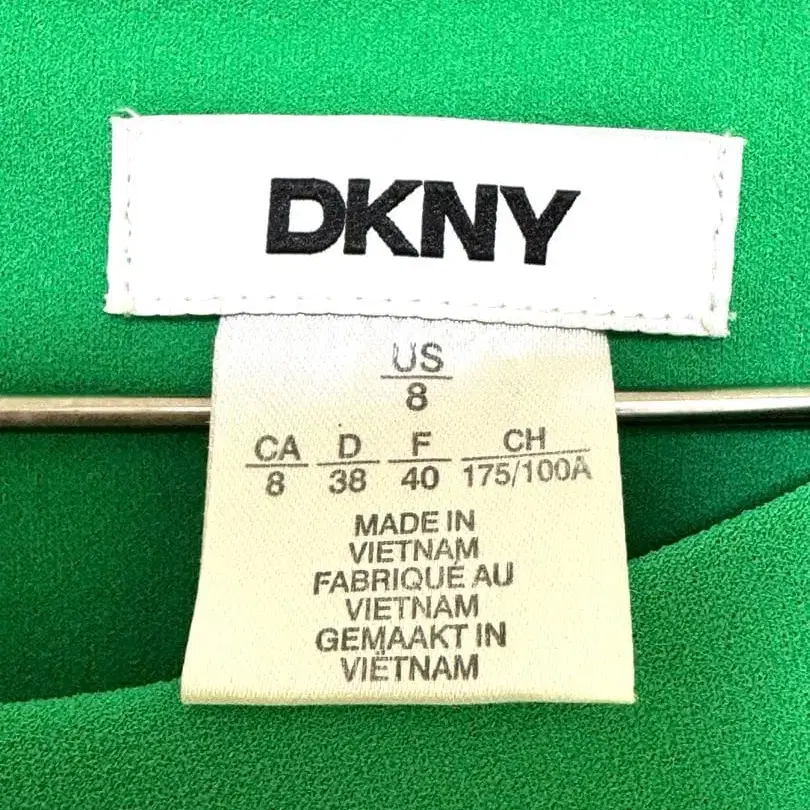 DKNY
US
8
CA D F CH
8 38 40 175/100A
MADE IN
VIETNAM
FABRIQUÉ AU
VIETNAM
GEMAAKT IN
VIËTNAM